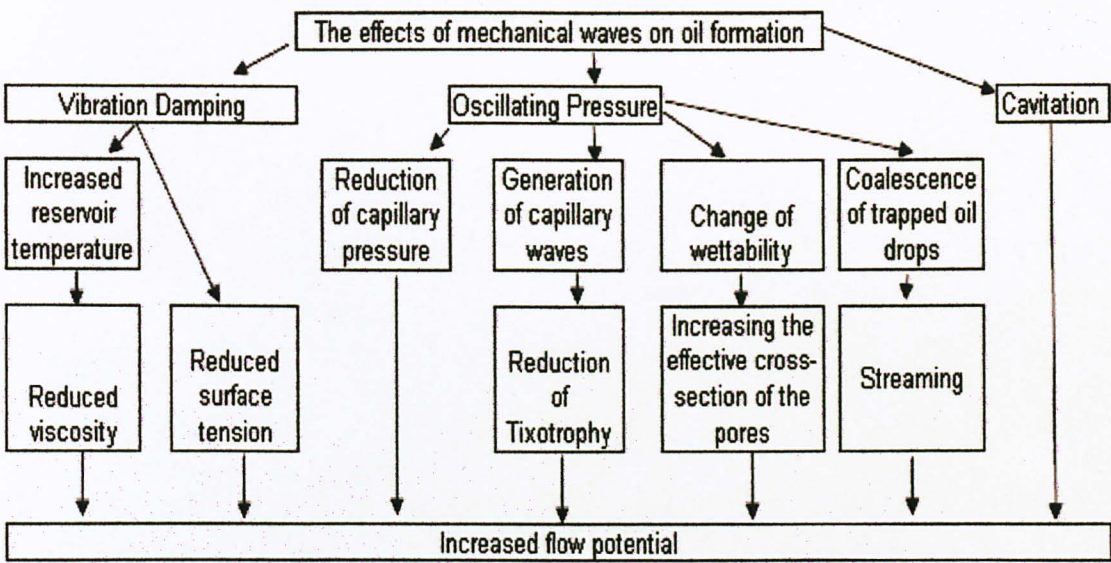 The effects of mechanical waves on oil formation
Vibration Damping
Oscillating Pressure
Cavitation
Increased
reservoir
temperature
Reduction
of capillary
pressure
Generation
of capillary
waves
Change of
wettability
Coalescence
of trapped oil
drops
Reduced
viscosity
Reduced
surface
tension
Reduction
of
Tixotrophy
Increasing the
effective cross-
section of the
pores
Streaming
Increased flow potential